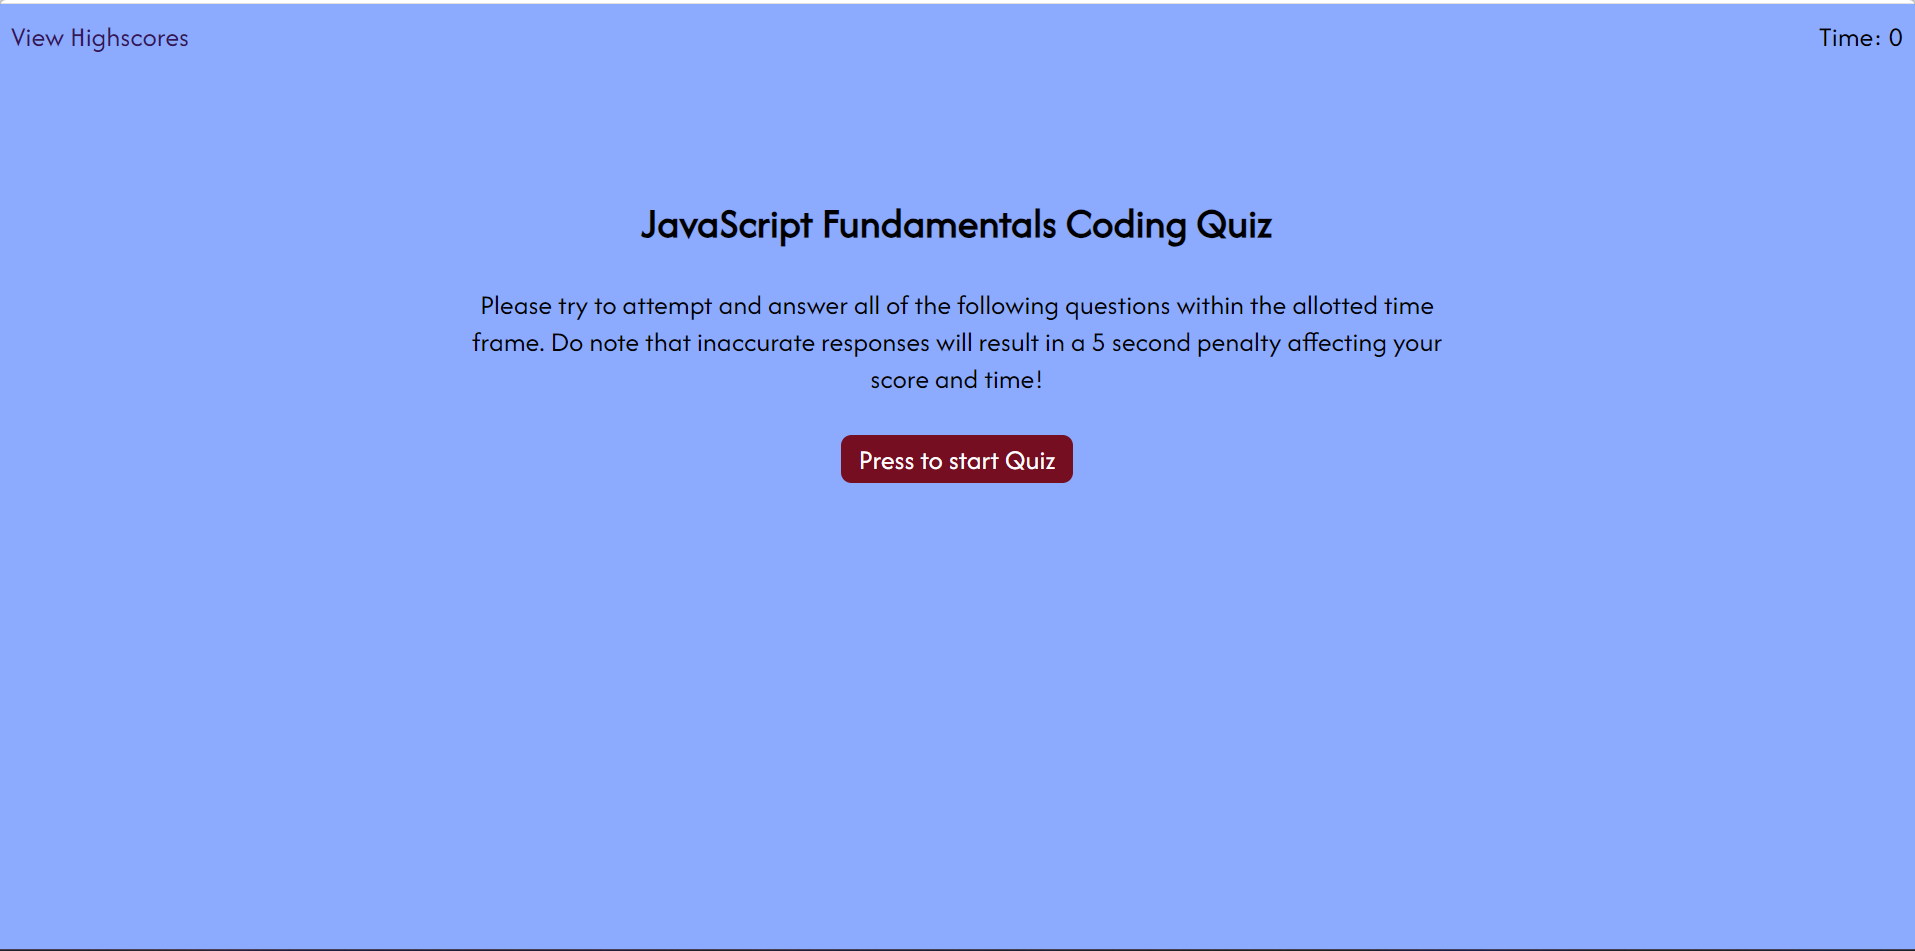 View Highscores
Time: 0
JavaScript Fundamentals Coding Quiz
Please try to attempt and answer all of the following questions within the allotted time
frame. Do note that inaccurate responses will result in a 5 second penalty affecting your
score and time!
Press to start Quiz